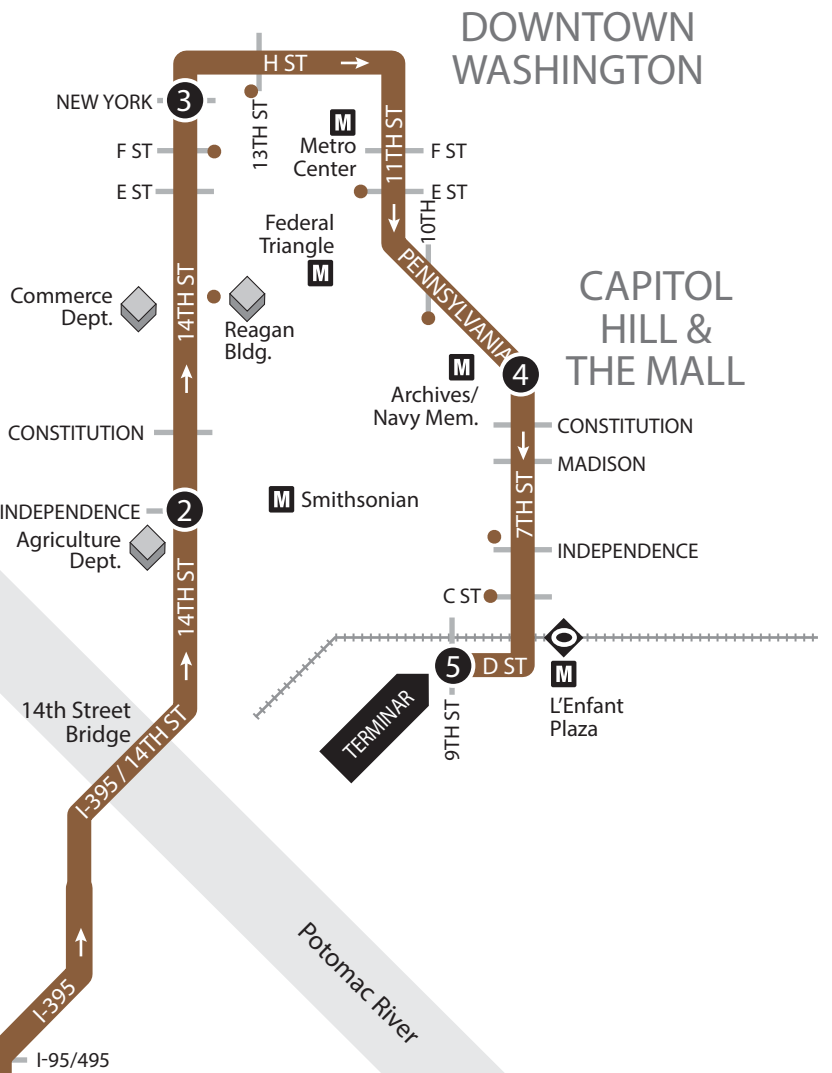 DOWNTOWN
WASHINGTON
H ST
NEW YORK
3
13TH ST
M
Metro
Center
11TH ST
F ST
F ST
E ST
E ST
10TH
Federal
Triangle
M
14TH ST
Commerce
Dept.
Reagan
Bldg.
PENNSYLVANIA
CAPITOL
HILL &
THE MALL
4
M
Archives/
Navy Mem.
CONSTITUTION
CONSTITUTION
MADISON
7TH ST
INDEPENDENCE
2
M Smithsonian
Agriculture
Dept.
INDEPENDENCE
14TH ST
C ST
5
D ST
M
L'Enfant
Plaza
TERMINAR
9TH ST
14th Street
Bridge
I-395 / 14TH ST
Potomac River
I-395
I-95/495